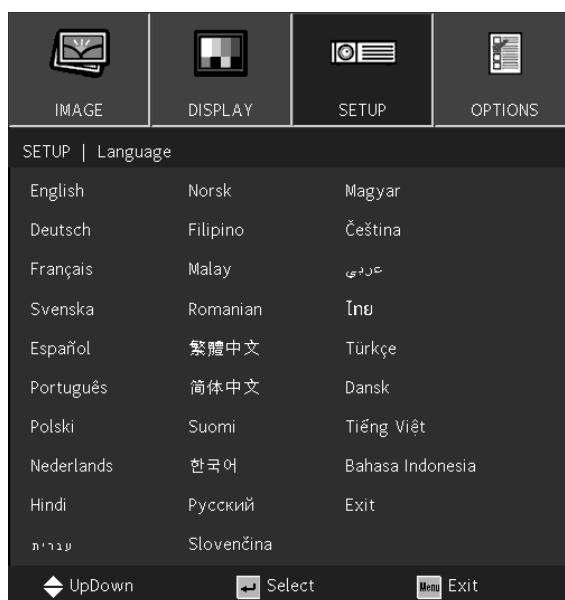 IMAGE DISPLAY SETUP OPTIONS
SETUP | Language
English Norsk Magyar
Deutsch Filipino Čeština
Français Malay عربي
Svenska Romanian ไทย
Español 繁體中文 Türkçe
Português 简体中文 Dansk
Polski Suomi Tiếng Việt
Nederlands 한국어 Bahasa Indonesia
Hindi Русский Exit
עברית Slovenčina
UpDown Select Menu Exit